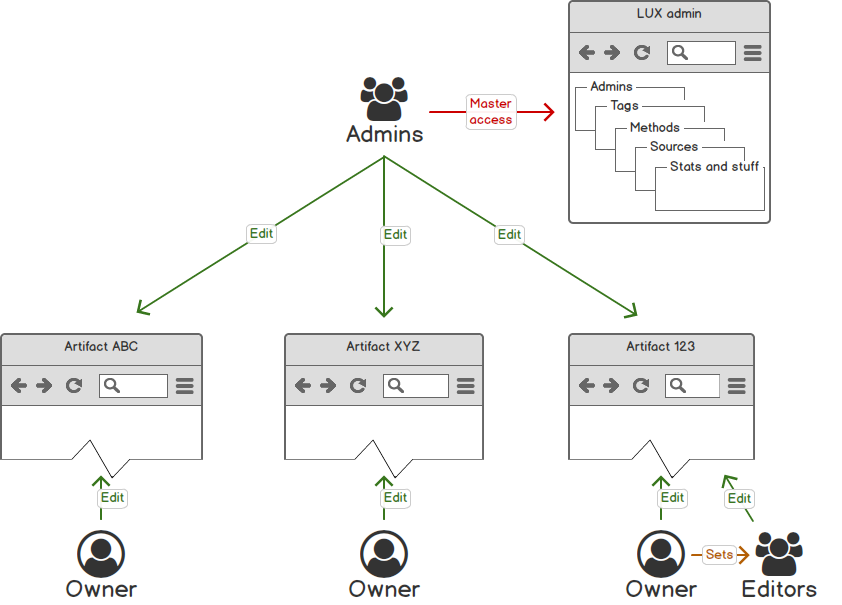 LUX admin
Admins
Tags
Methods
Sources
Stats and stuff
Master
access
Admins
Edit
Edit
Edit
Artifact ABC
Artifact XYZ
Artifact 123
Edit
Edit
Edit
Edit
Sets
Owner
Owner
Owner
Editors